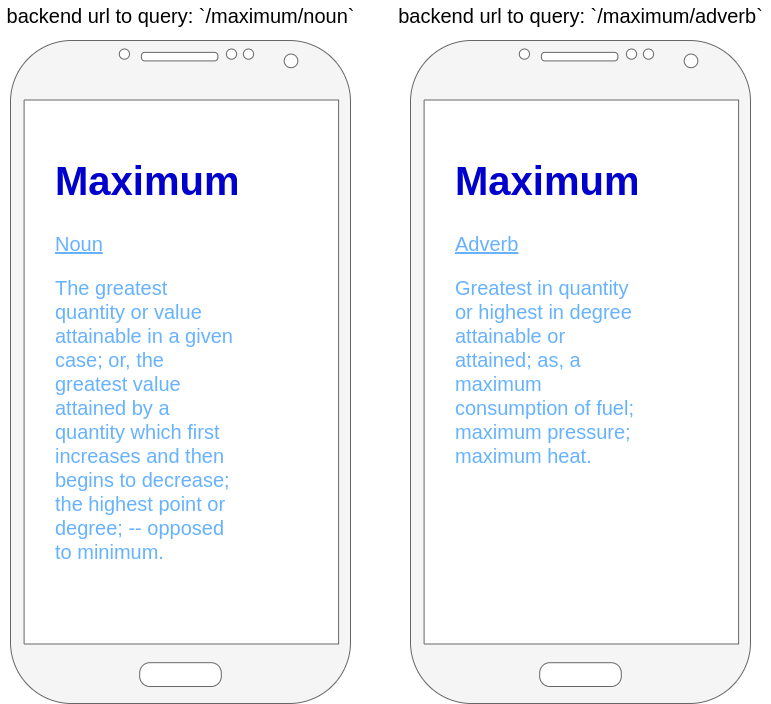 backend url to query: `/maximum/noun`
Maximum
Noun
The greatest
quantity or value
attainable in a given
case; or, the
greatest value
attained by a
quantity which first
increases and then
begins to decrease;
the highest point or
degree; -- opposed
to minimum.
backend url to query: `/maximum/adverb`
Maximum
Adverb
Greatest in quantity
or highest in degree
attainable or
attained; as, a
maximum
consumption of fuel;
maximum pressure;
maximum heat.